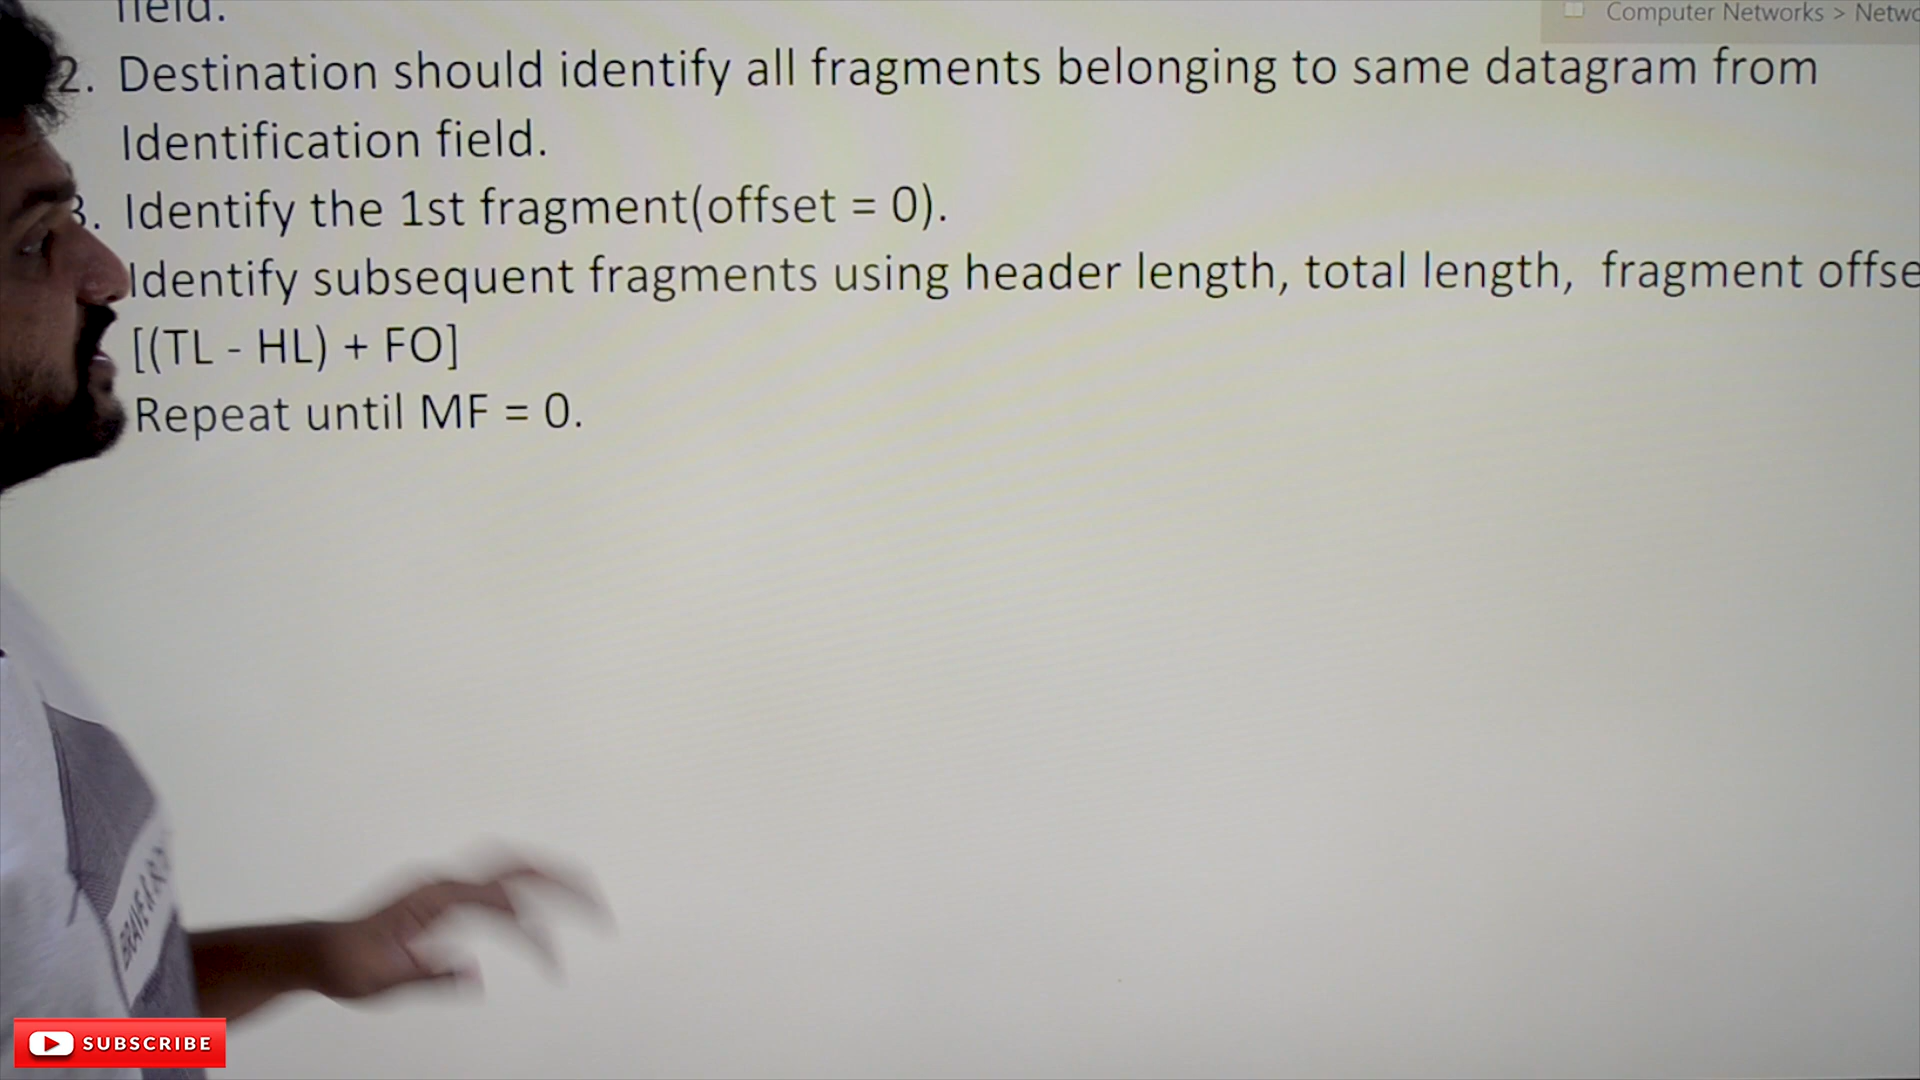 field.
Computer Networks >
2. Destination should identify all fragments belonging to same datagram from
Identification field.
3. Identify the 1st fragment(offset = 0).
Identify subsequent fragments using header length, total length, fragment offse
[(TL - HL) + FO]
Repeat until MF = 0.
SUBSCRIBE